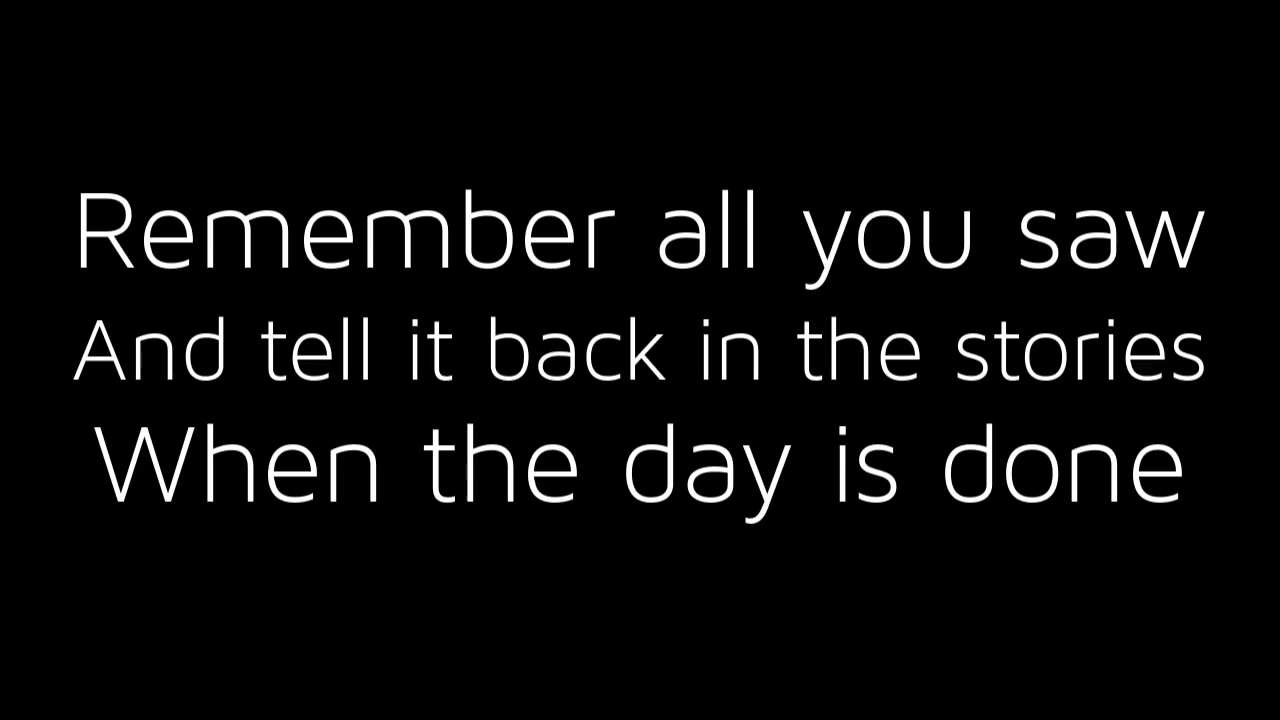 Remember all you saw
And tell it back in the stories
When the day is done